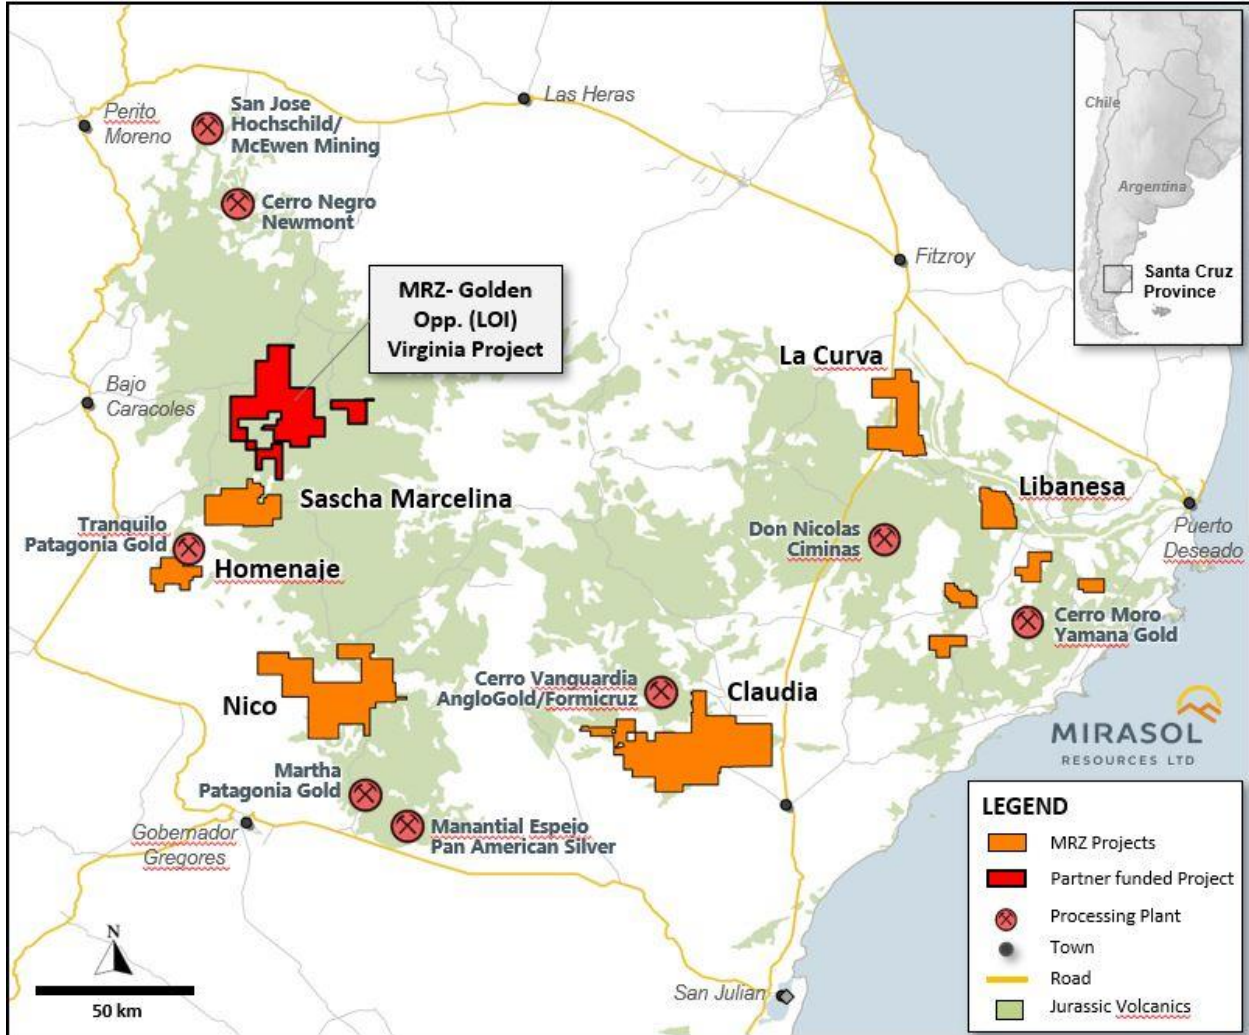 Las Heras
Perito
Moreno
San Jose
Hochschild/
McEwen Mining
Cerro Negro
Newmont
Chile
Argentina
Santa Cruz
Province
Fitzroy
MRZ- Golden
Opp. (LOI)
Virginia Project
La Curva
Bajo
Caracoles
Sascha Marcelina
Libanesa
Tranquilo
Patagonia Gold
Homenaje
Don Nicolas
Ciminas
Puerto
Deseado
Cerro Moro
Yamana Gold
Nico
Cerro Vanguardia
AngloGold/Formicruz
Claudia
MIRASOL
RESOURCES LTD
Martha
Patagonia Gold
Manantial Espejo
Pan American Silver
Gobernador
Gregores
San Julian
N
50 km
LEGEND
MRZ Projects
Partner funded Project
Processing Plant
Town
Road
Jurassic Volcanics